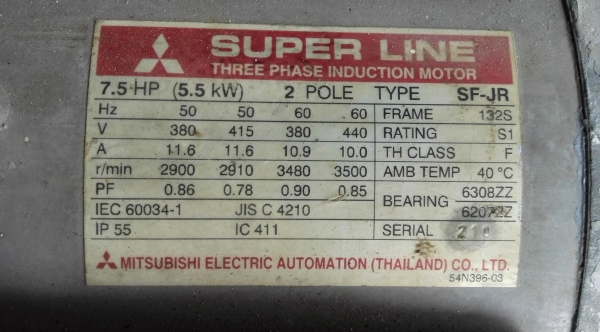 SUPER LINE
THREE PHASE INDUCTION MOTOR
7.5 HP (5.5 kW) 2 POLE TYPE SF-JR
Hz 50 50 60 60 FRAME 132S
V 380 415 380 440 RATING S1
A 11.6 11.6 10.9 10.0 TH CLASS F
r/min 2900 2910 3480 3500 AMB TEMP 40 °C
PF 0.86 0.78 0.90 0.85 BEARING 6308ZZ
6207ZZ
IEC 60034-1 JIS C 4210
IP 55 IC 411 SERIAL
MITSUBISHI ELECTRIC AUTOMATION (THAILAND) CO., LTD.
54N396-03